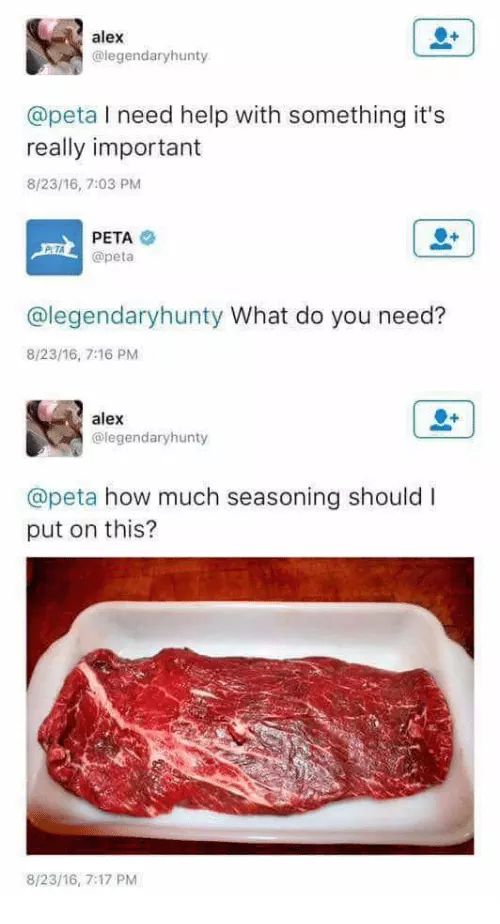 alex
@legendaryhunty
@peta I need help with something it's
really important
8/23/16, 7:03 PM
PETA
PETA
@peta
@legendaryhunty What do you need?
8/23/16, 7:16 PM
alex
@legendaryhunty
@peta how much seasoning should I
put on this?
8/23/16, 7:17 PM